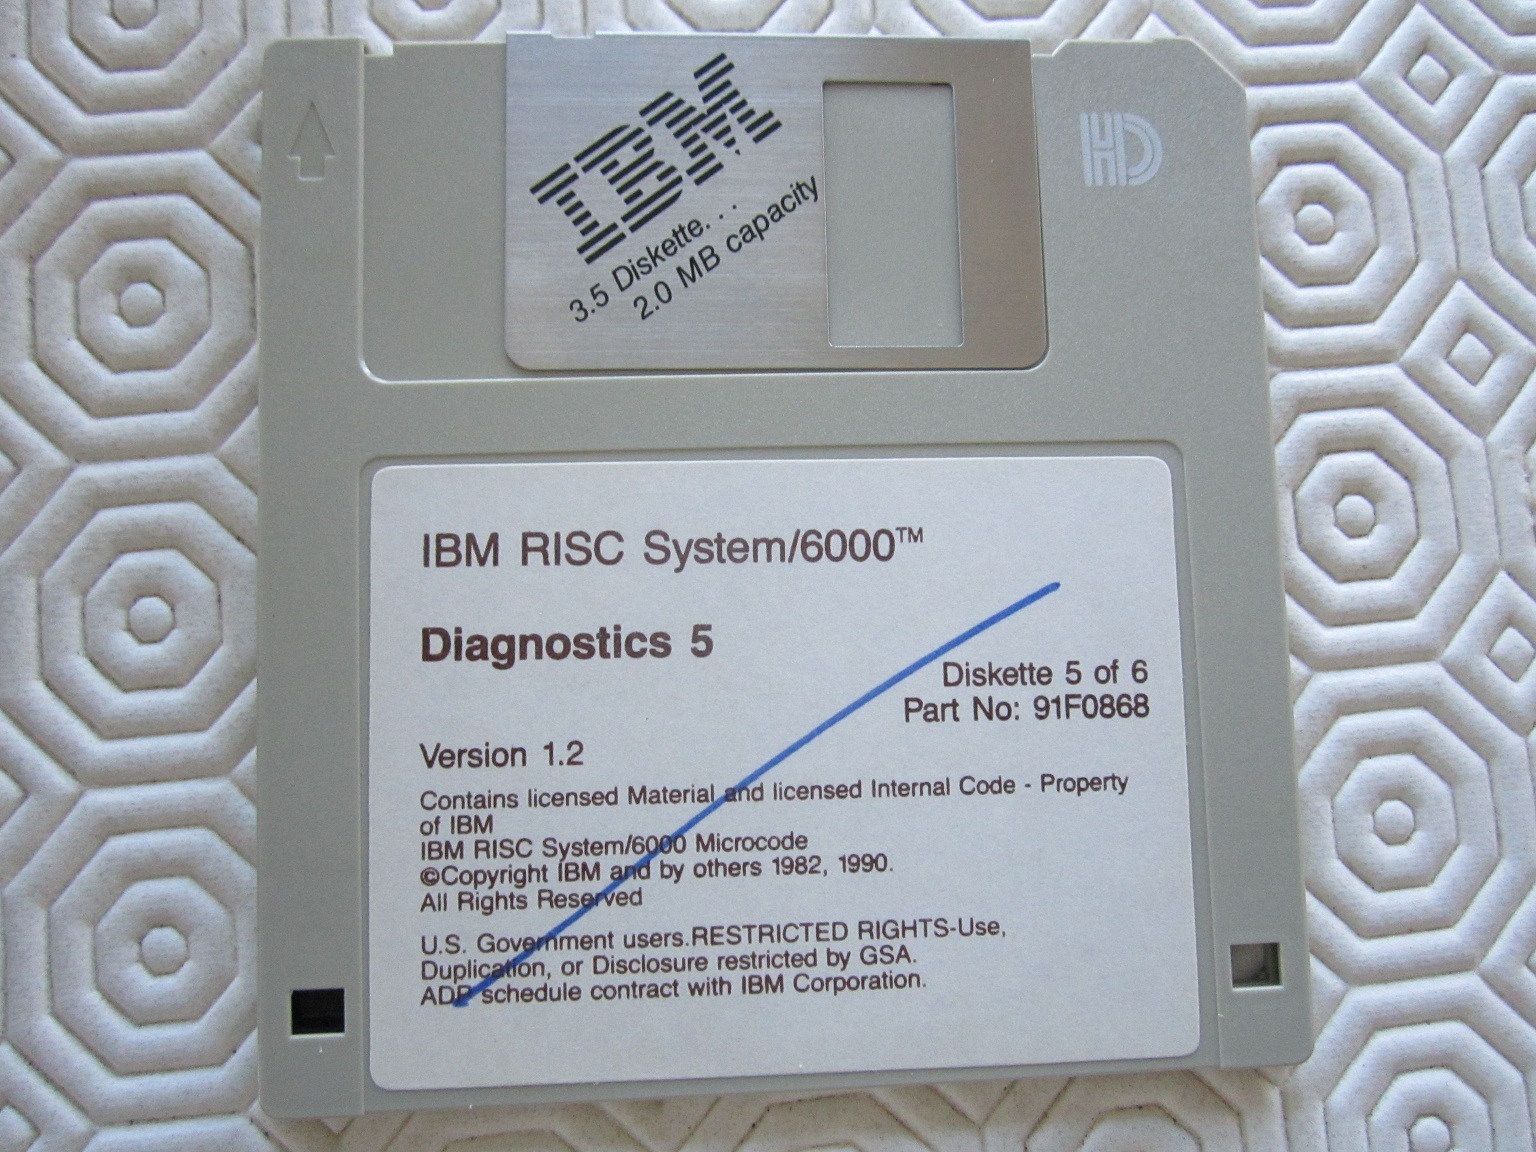 IBM
3.5 Diskette. . .
2.0 MB capacity
HD
IBM RISC System/6000™
Diagnostics 5
Diskette 5 of 6
Part No: 91F0868
Version 1.2
Contains licensed Material and licensed Internal Code - Property
of IBM
IBM RISC System/6000 Microcode
©Copyright IBM and by others 1982, 1990.
All Rights Reserved
U.S. Government users.RESTRICTED RIGHTS-Use,
Duplication, or Disclosure restricted by GSA.
ADP schedule contract with IBM Corporation.